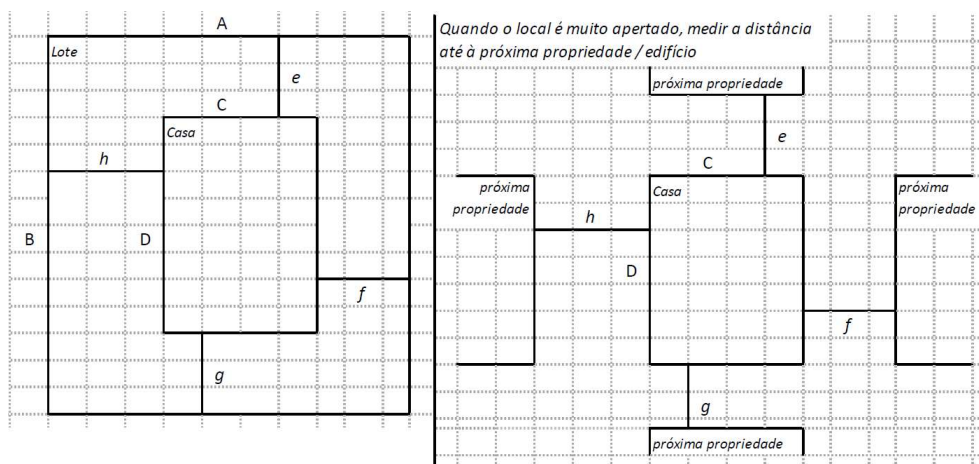 A
Lote
e
C
Casa
h
B
D
f
g
Quando o local é muito apertado, medir a distância
até à próxima propriedade / edifício
próxima propriedade
e
C
próxima
propriedade
Casa
próxima
propriedade
h
D
f
g
próxima propriedade